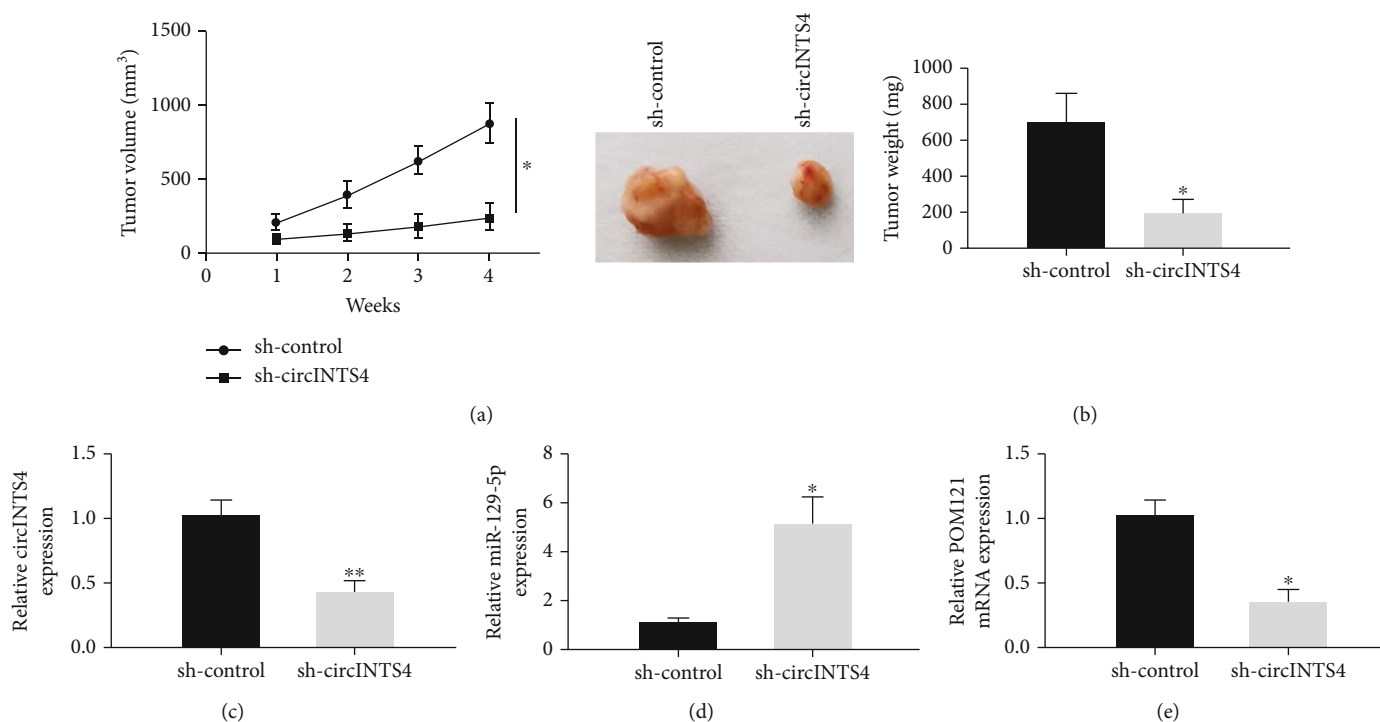 1500
1000
500
0
Tumor volume (mm³)
0 1 2 3 4
Weeks
*
sh-control
sh-circINTS4
sh-control
sh-circINTS4
(a)
1000
800
600
400
200
0
Tumor weight (mg)
*
sh-control sh-circINTS4
(b)
1.5
1.0
0.5
0.0
Relative circINTS4
expression
**
sh-control sh-circINTS4
(c)
8
6
4
2
0
Relative miR-129-5p
expression
*
sh-control sh-circINTS4
(d)
1.5
1.0
0.5
0.0
Relative POM121
mRNA expression
*
sh-control sh-circINTS4
(e)